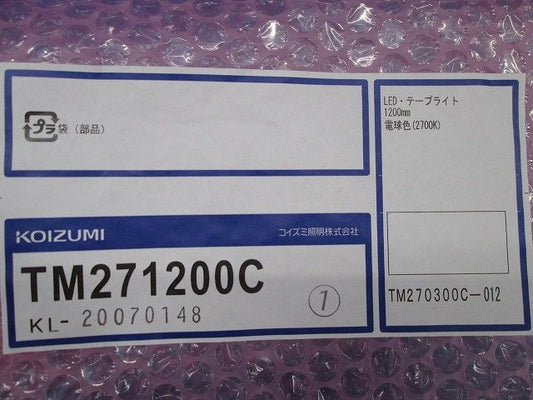 プラ 袋(部品)
LED・テープライト
1200mm
電球色(2700K)
KOIZUMI コイズミ照明株式会社
TM271200C
KL-20070148
1
TM270300C-012